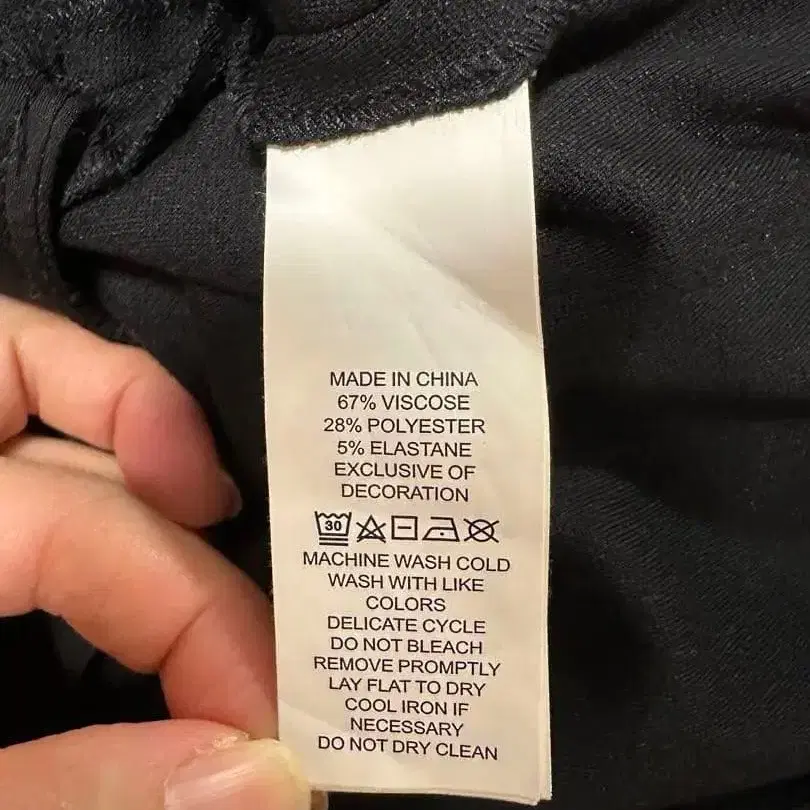 MADE IN CHINA
67% VISCOSE
28% POLYESTER
5% ELASTANE
EXCLUSIVE OF
DECORATION
30
MACHINE WASH COLD
WASH WITH LIKE
COLORS
DELICATE CYCLE
DO NOT BLEACH
REMOVE PROMPTLY
LAY FLAT TO DRY
COOL IRON IF
NECESSARY
DO NOT DRY CLEAN